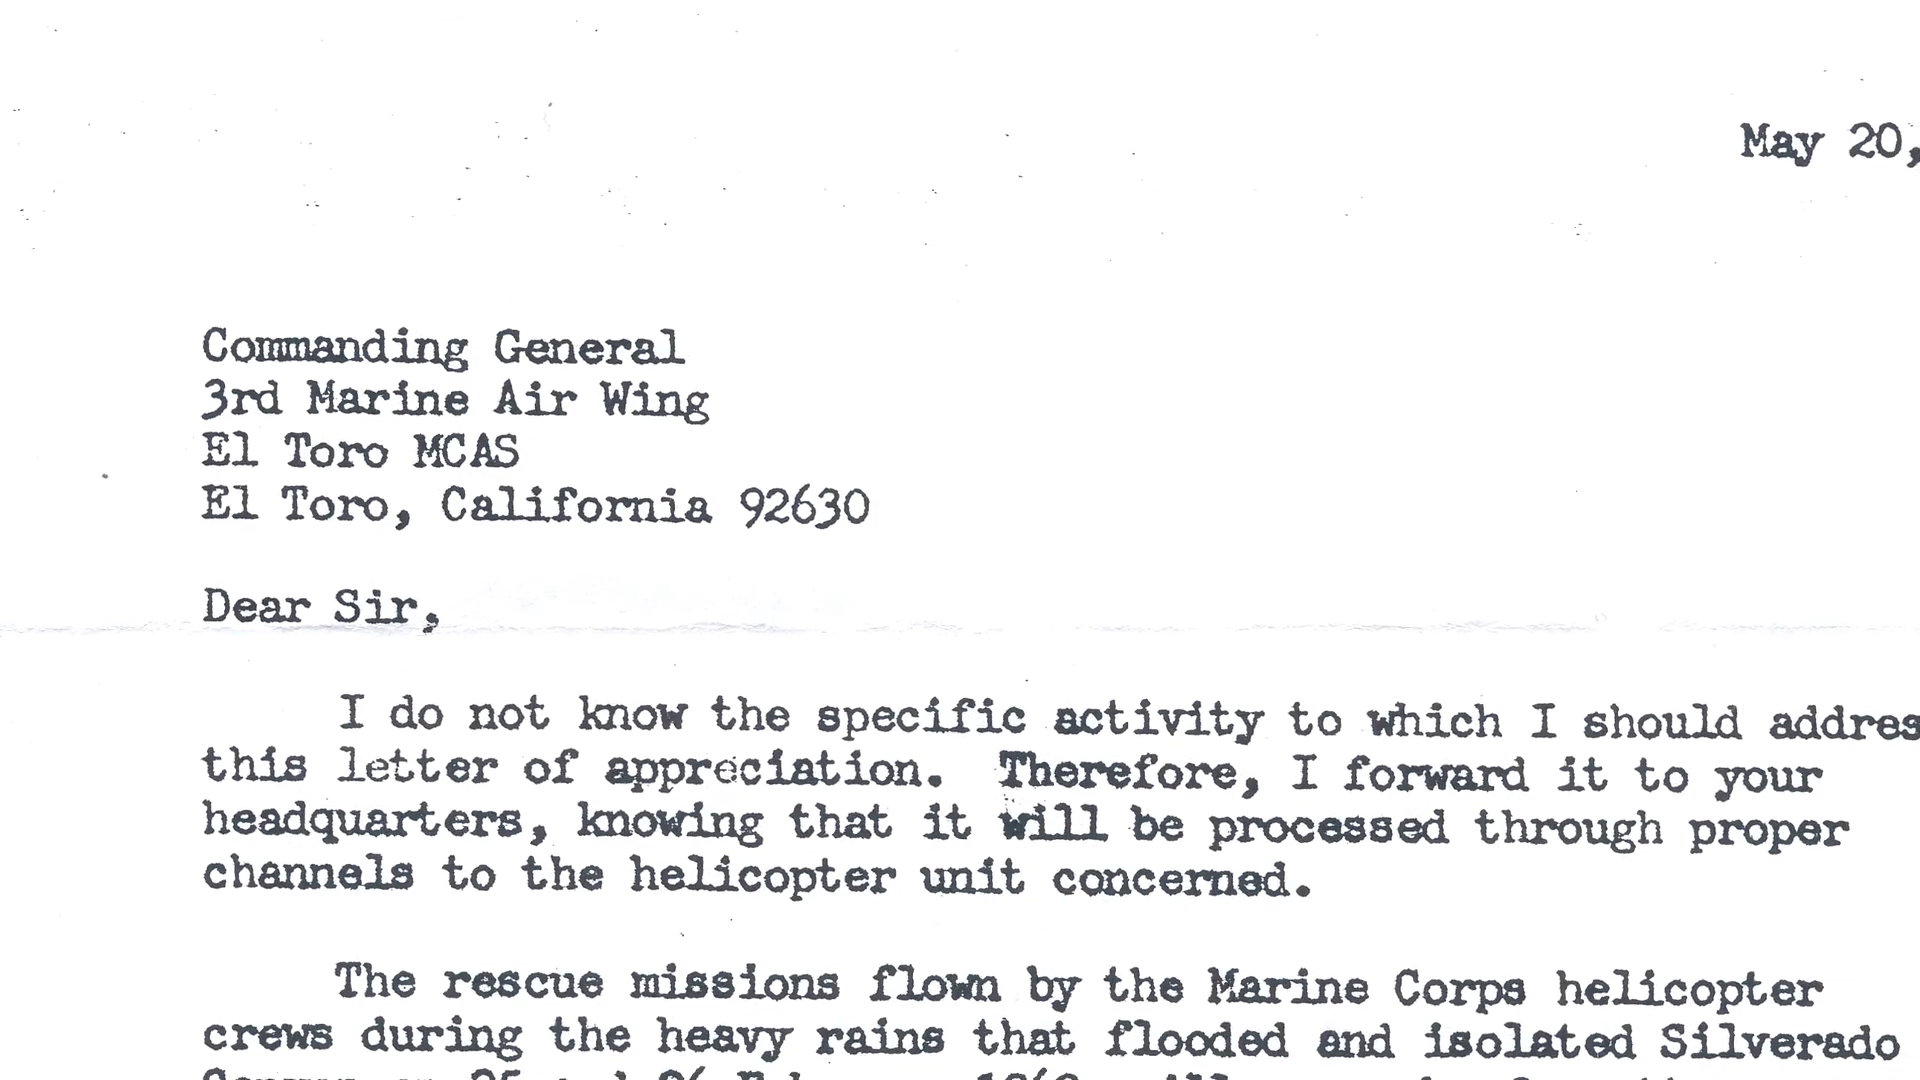 May 20,
Commanding General
3rd Marine Air Wing
El Toro MCAS
El Toro, California 92630
Dear Sir,
I do not know the specific activity to which I should addres
this letter of appreciation. Therefore, I forward it to your
headquarters, knowing that it will be processed through proper
channels to the helicopter unit concerned.
The rescue missions flown by the Marine Corps helicopter
crews during the heavy rains that flooded and isolated Silverado